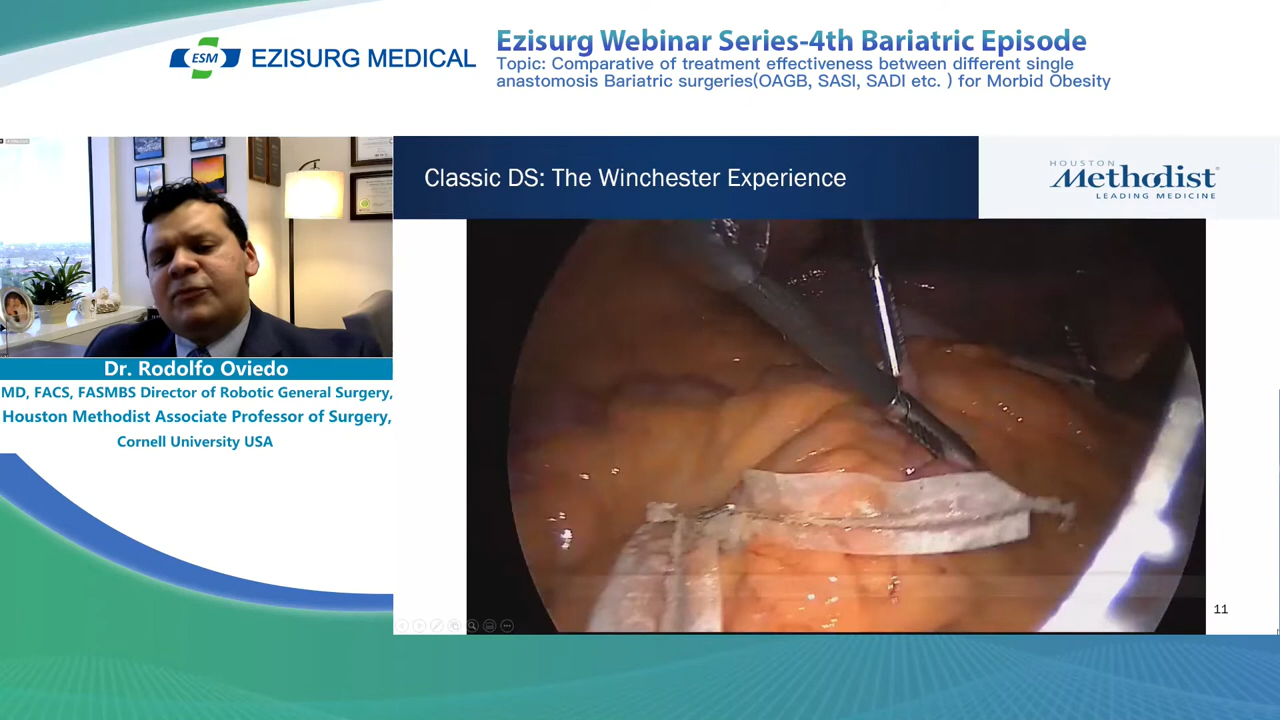 ESM
EZISURG MEDICAL
Ezisurg Webinar Series-4th Bariatric Episode
Topic: Comparative of treatment effectiveness between different single
anastomosis Bariatric surgeries(OAGB, SASI, SADI etc. ) for Morbid Obesity
Classic DS: The Winchester Experience
HOUSTON
Methodist
LEADING MEDICINE
Dr. Rodolfo Oviedo
MD, FACS, FASMBS Director of Robotic General Surgery,
Houston Methodist Associate Professor of Surgery,
Cornell University USA
11